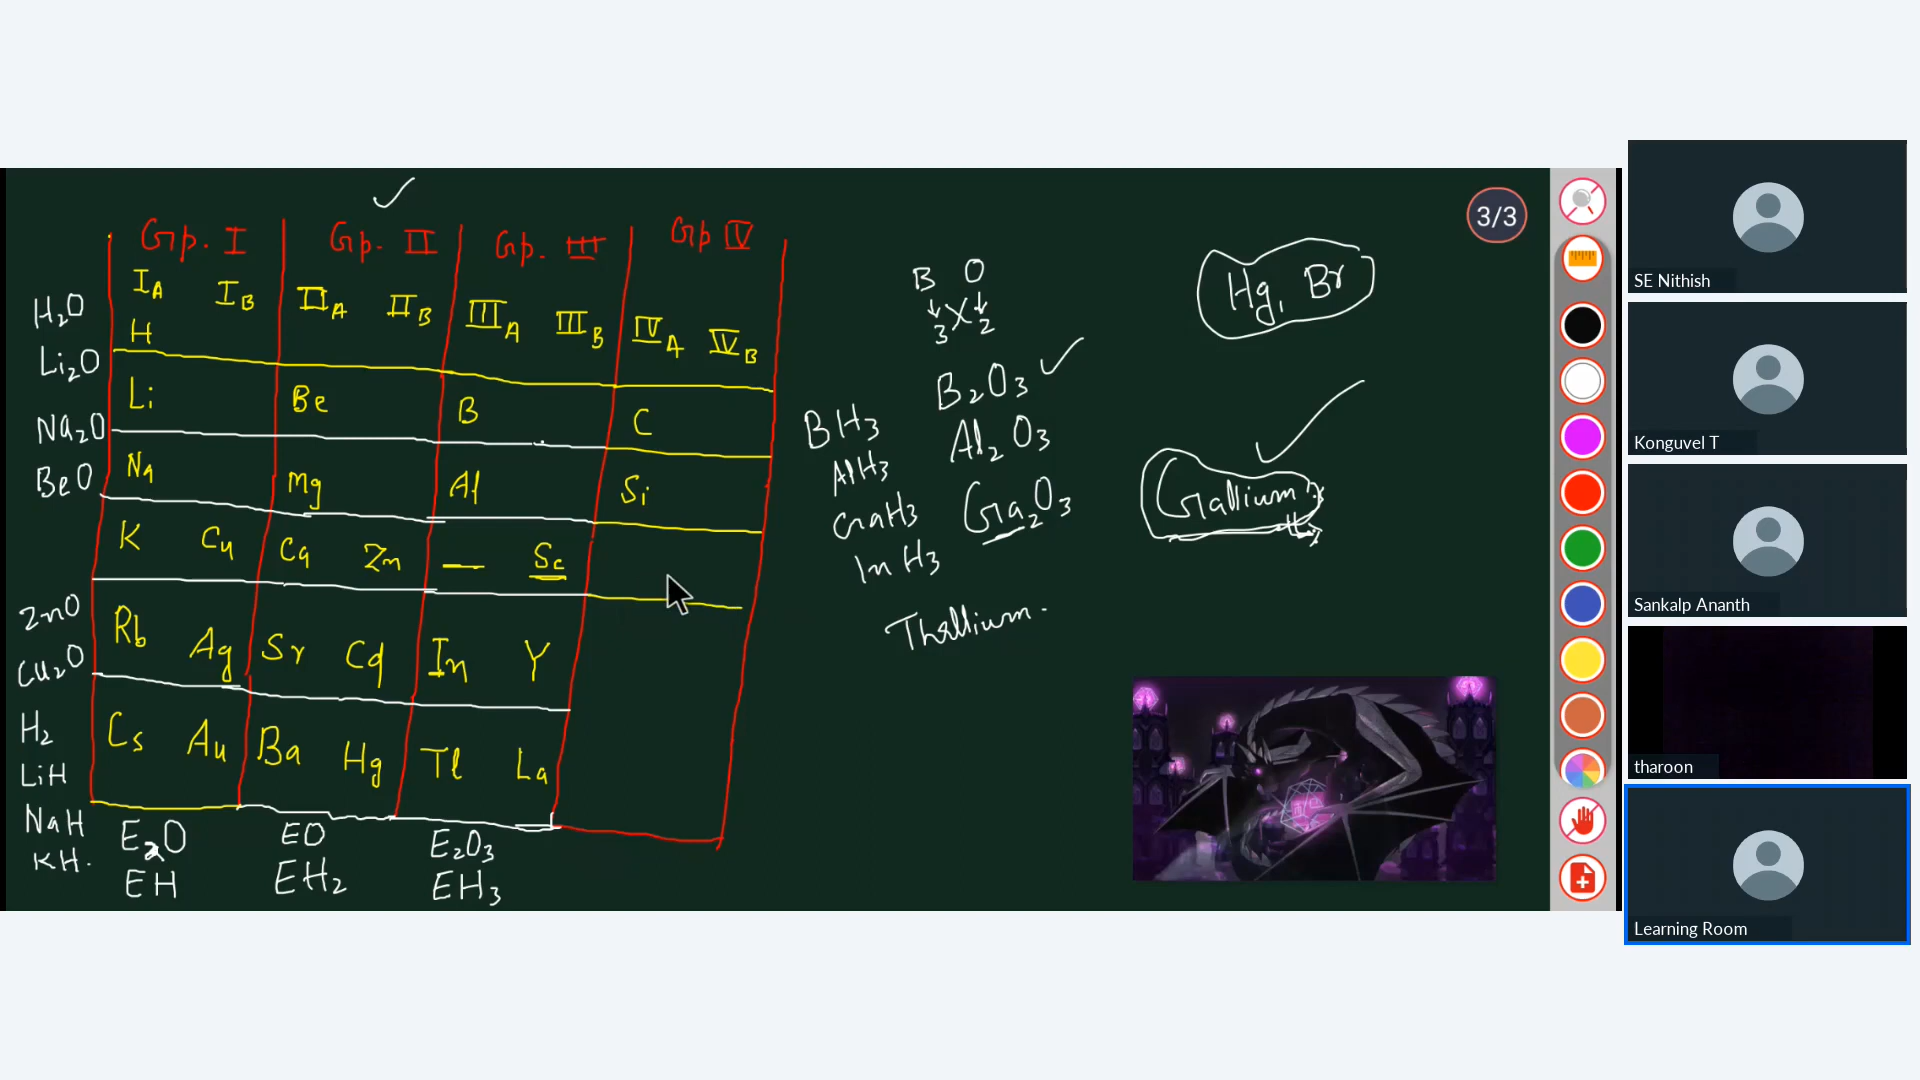 Gp. I Gp. II Gp. III Gp IV
IA IB IIA IIB IIIA IIIB IVA IVB
H
Li Be B C
Na Mg Al Si
K Cu Ca Zn — Sc
Rb Ag Sr Cd In Y
Cs Au Ba Hg Tl La
E₂O EO E₂O₃
EH EH₂ EH₃
H₂O
Li₂O
Na₂O
BeO
ZnO
Cu₂O
H₂
LiH
NaH
KH.
B O
3 X 2
B₂O₃
Al₂O₃
Ga₂O₃
BH₃
AlH₃
GaH₃
InH₃
Thallium.
Hg, Br
Gallium
3/3
SE Nithish
Konguvel T
Sankalp Ananth
tharoon
Learning Room